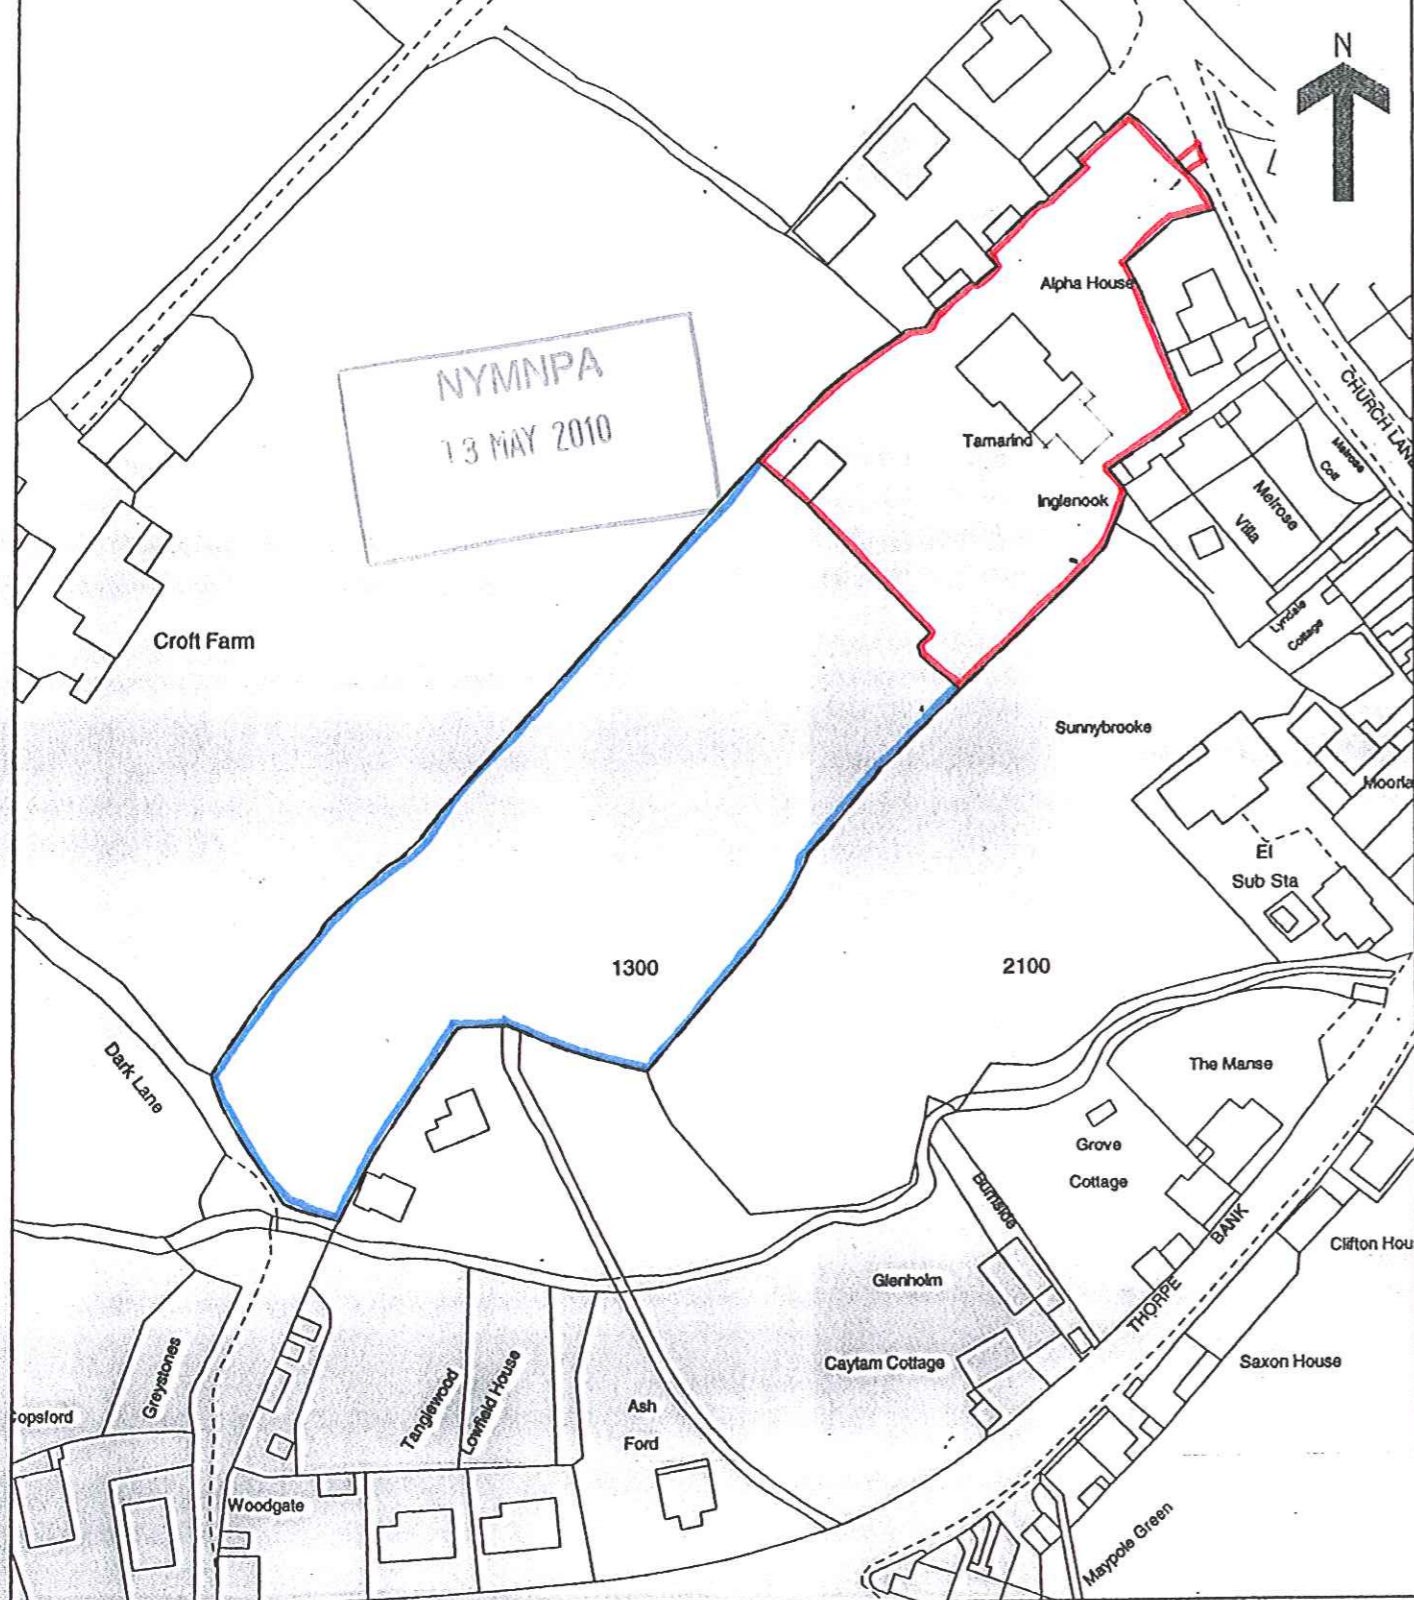 N
Alpha House
NYMNPA
13 MAY 2010
CHURCH LANE
Tamarind
Melrose
Cott
Inglenook
Melrose
Villa
Lyndale
Cottage
Croft Farm
Sunnybrooke
Moorla
El
Sub Sta
1300
2100
Dark Lane
The Manse
Grove
Cottage
Burnside
THORPE BANK
Clifton Hou
Glenholm
Caytam Cottage
Saxon House
Greystones
Tanglewood
Lowfield House
Ash
Ford
opsford
Woodgate
Maypole Green